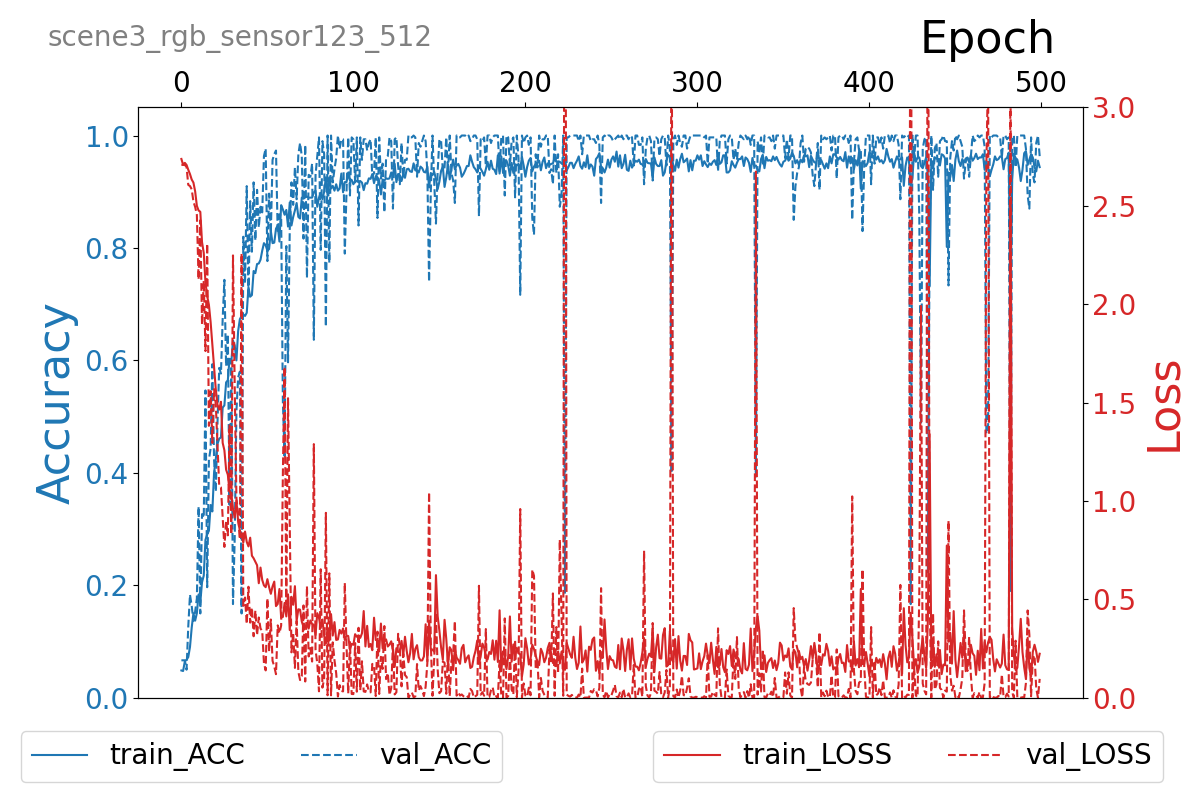 scene3_rgb_sensor123_512
Epoch
0 100 200 300 400 500
1.0 3.0
0.8 2.5
0.6 2.0
0.4 1.5
0.2 1.0
0.0 0.5
0.0
Accuracy
Loss
train_ACC val_ACC train_LOSS val_LOSS